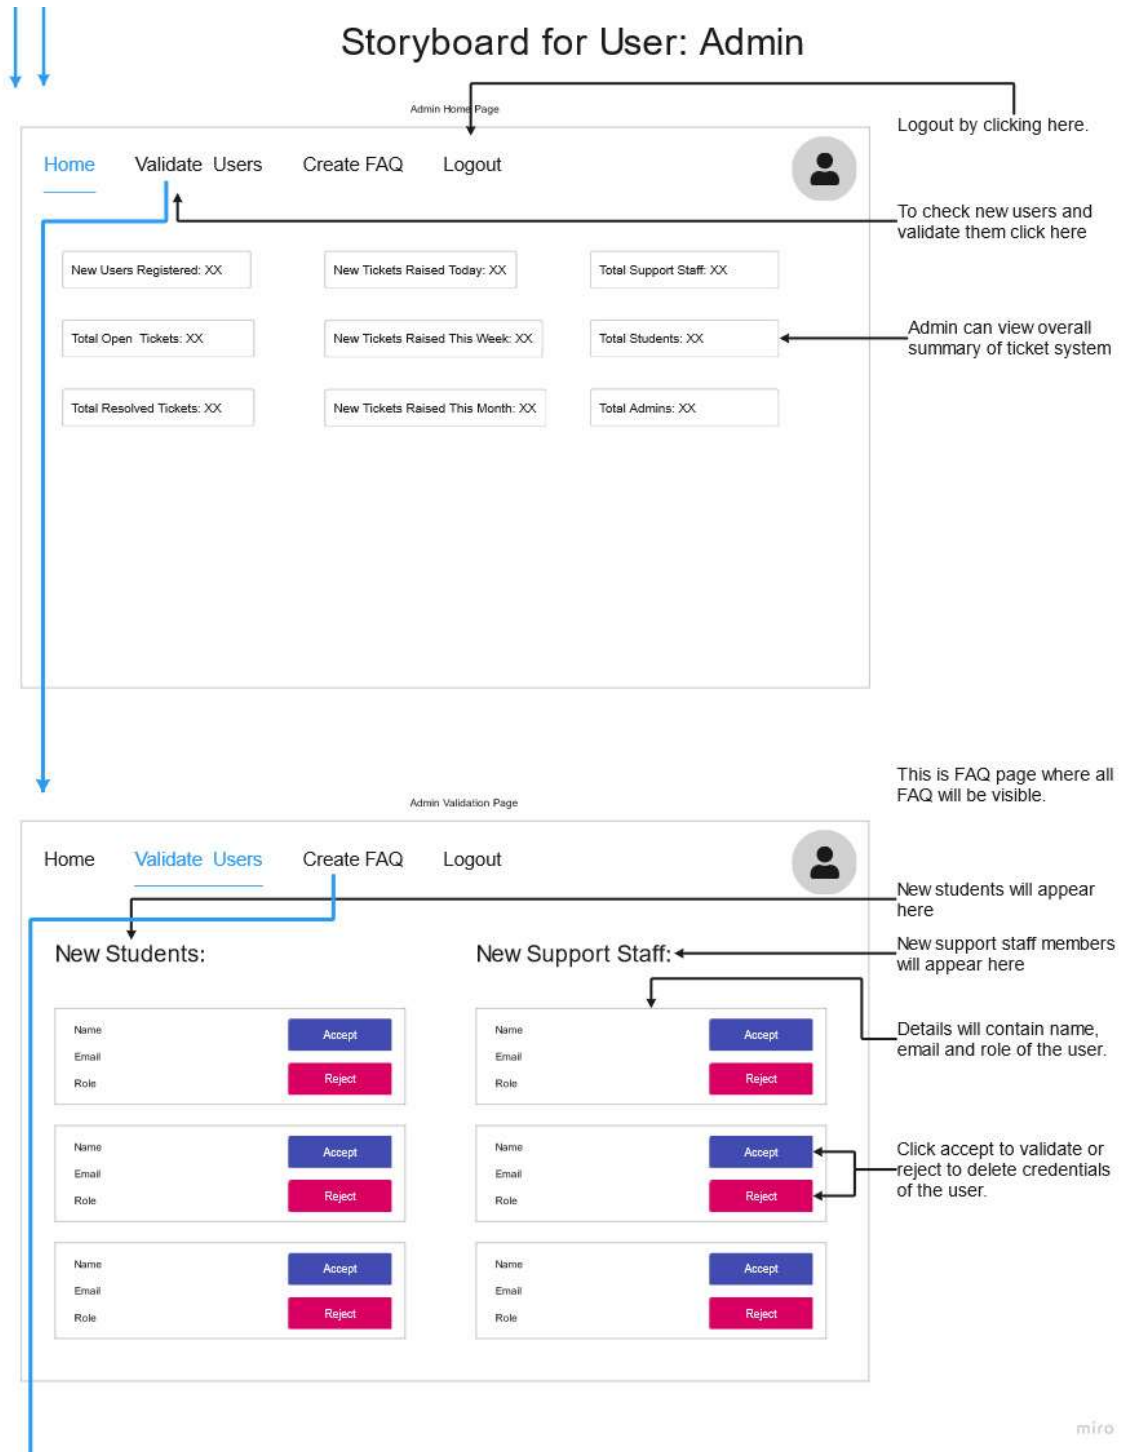 Storyboard for User: Admin
Admin Home Page
Logout by clicking here.
Home Validate Users Create FAQ Logout
To check new users and
validate them click here
New Users Registered: XX New Tickets Raised Today: XX Total Support Staff: XX
Total Open Tickets: XX New Tickets Raised This Week: XX Total Students: XX
Admin can view overall
summary of ticket system
Total Resolved Tickets: XX New Tickets Raised This Month: XX Total Admins: XX
This is FAQ page where all
FAQ will be visible.
Admin Validation Page
Home Validate Users Create FAQ Logout
New students will appear
here
New Students: New Support Staff:
New support staff members
will appear here
Details will contain name,
email and role of the user.
Name Accept Name Accept
Email Email
Role Reject Role Reject
Name Accept Name Accept
Email Email
Role Reject Role Reject
Click accept to validate or
reject to delete credentials
of the user.
Name Accept Name Accept
Email Email
Role Reject Role Reject
miro